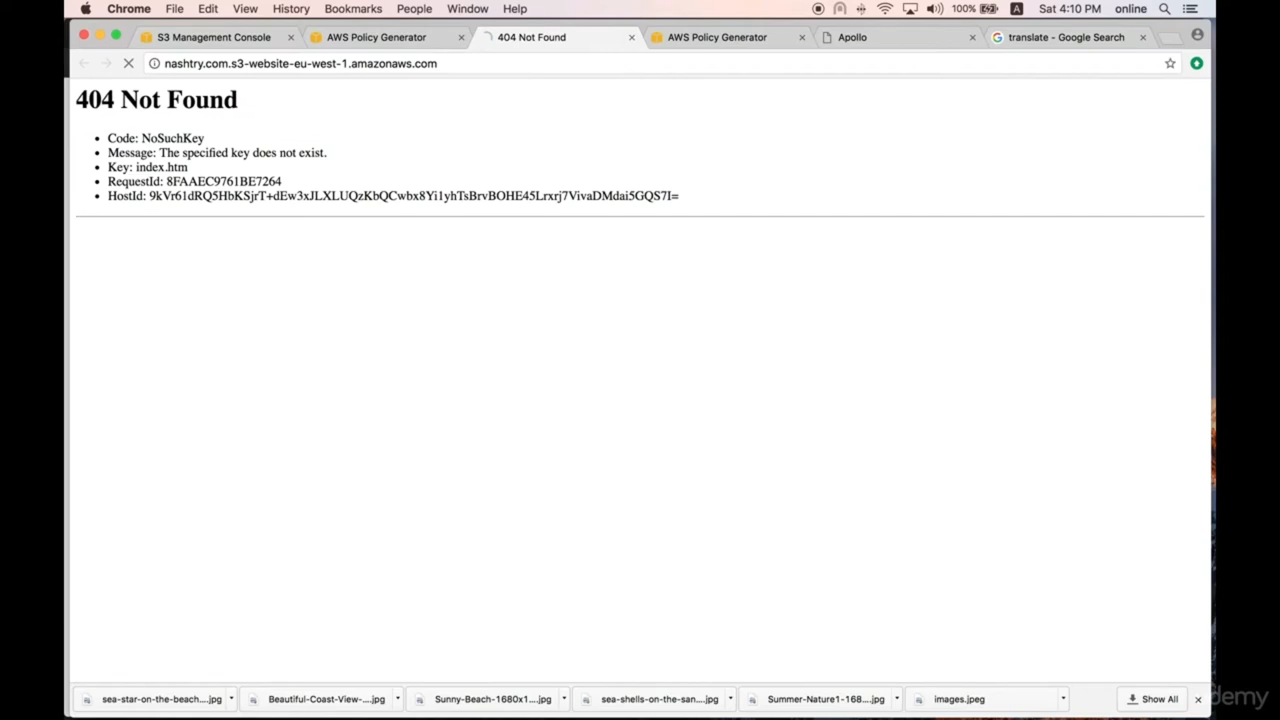 Chrome File Edit View History Bookmarks People Window Help 100% A Sat 4:10 PM online
S3 Management Console AWS Policy Generator 404 Not Found AWS Policy Generator Apollo translate - Google Search
nashtry.com.s3-website-eu-west-1.amazonaws.com
404 Not Found
• Code: NoSuchKey
• Message: The specified key does not exist.
• Key: index.htm
• RequestId: 8FAAEC9761BE7264
• HostId: 9kVr61dRQ5HbKSjrT+dEw3xJLXLUQzKbQCwbx8Yi1yhTsBrvBOHE45Lrxrj7VivaDMdai5GQS7I=
sea-star-on-the-beach....jpg Beautiful-Coast-View-....jpg Sunny-Beach-1680x1....jpg sea-shells-on-the-san....jpg Summer-Nature1-168....jpg images.jpeg Show All
demy